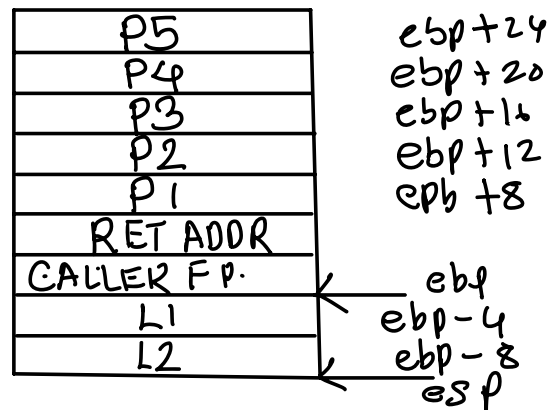 P5 ebp+24
P4 ebp+20
P3 ebp+16
P2 ebp+12
P1 epb +8
RET ADDR
CALLER FP. ebp
L1 ebp-4
L2 ebp-8
esp